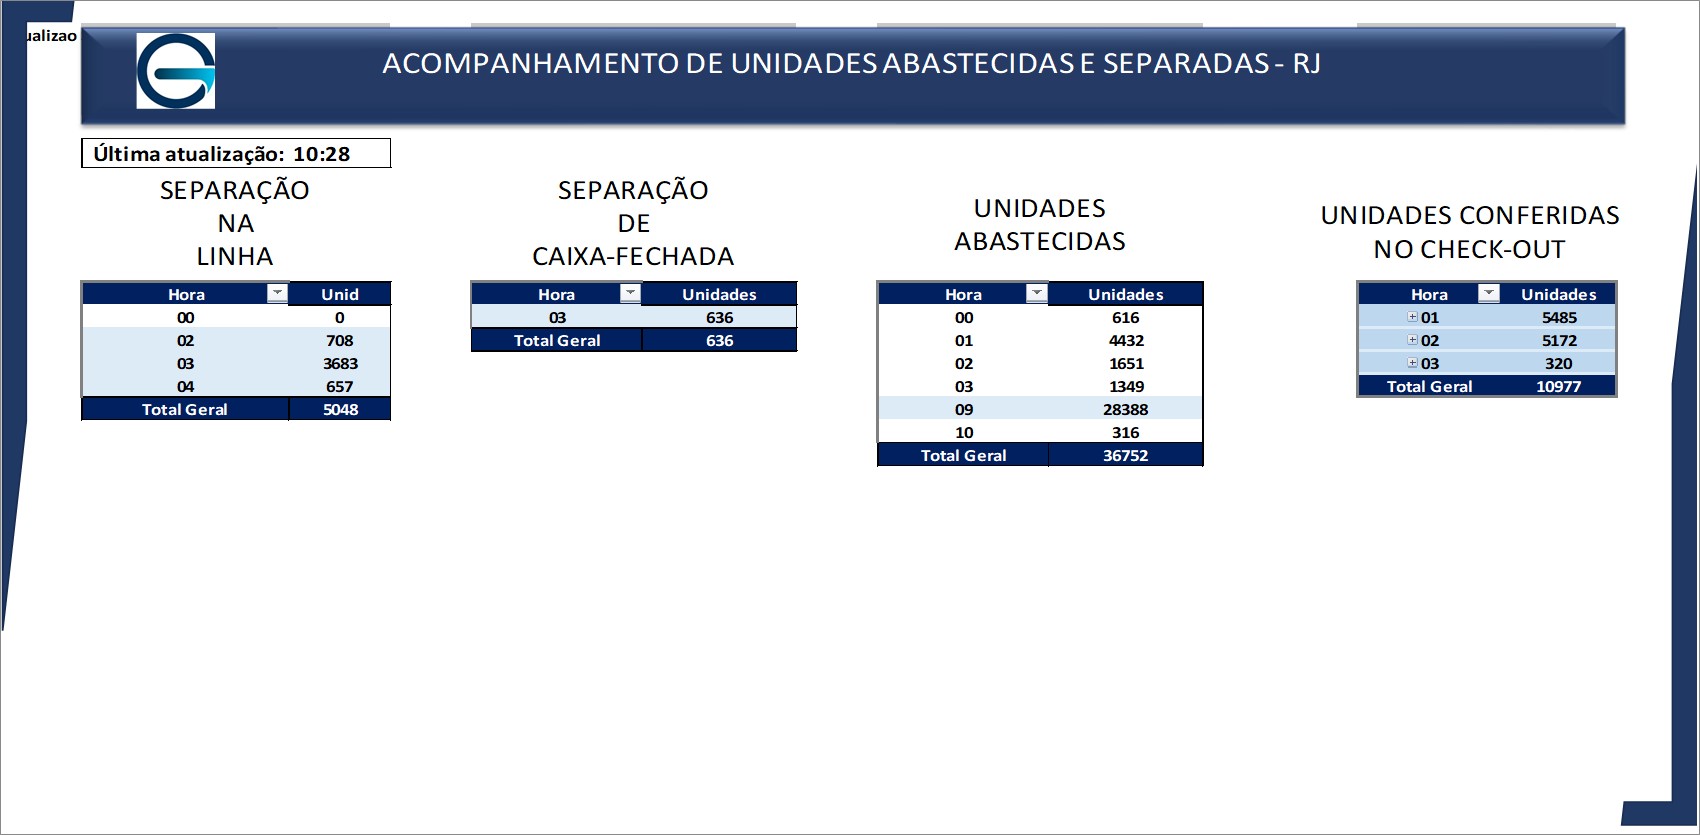 ualizao
ACOMPANHAMENTO DE UNIDADES ABASTECIDAS E SEPARADAS - RJ
Última atualização: 10:28
SEPARAÇÃO
NA
LINHA
Hora Unid
00 0
02 708
03 3683
04 657
Total Geral 5048
SEPARAÇÃO
DE
CAIXA-FECHADA
Hora Unidades
03 636
Total Geral 636
UNIDADES
ABASTECIDAS
Hora Unidades
00 616
01 4432
02 1651
03 1349
09 28388
10 316
Total Geral 36752
UNIDADES CONFERIDAS
NO CHECK-OUT
Hora Unidades
01 5485
02 5172
03 320
Total Geral 10977